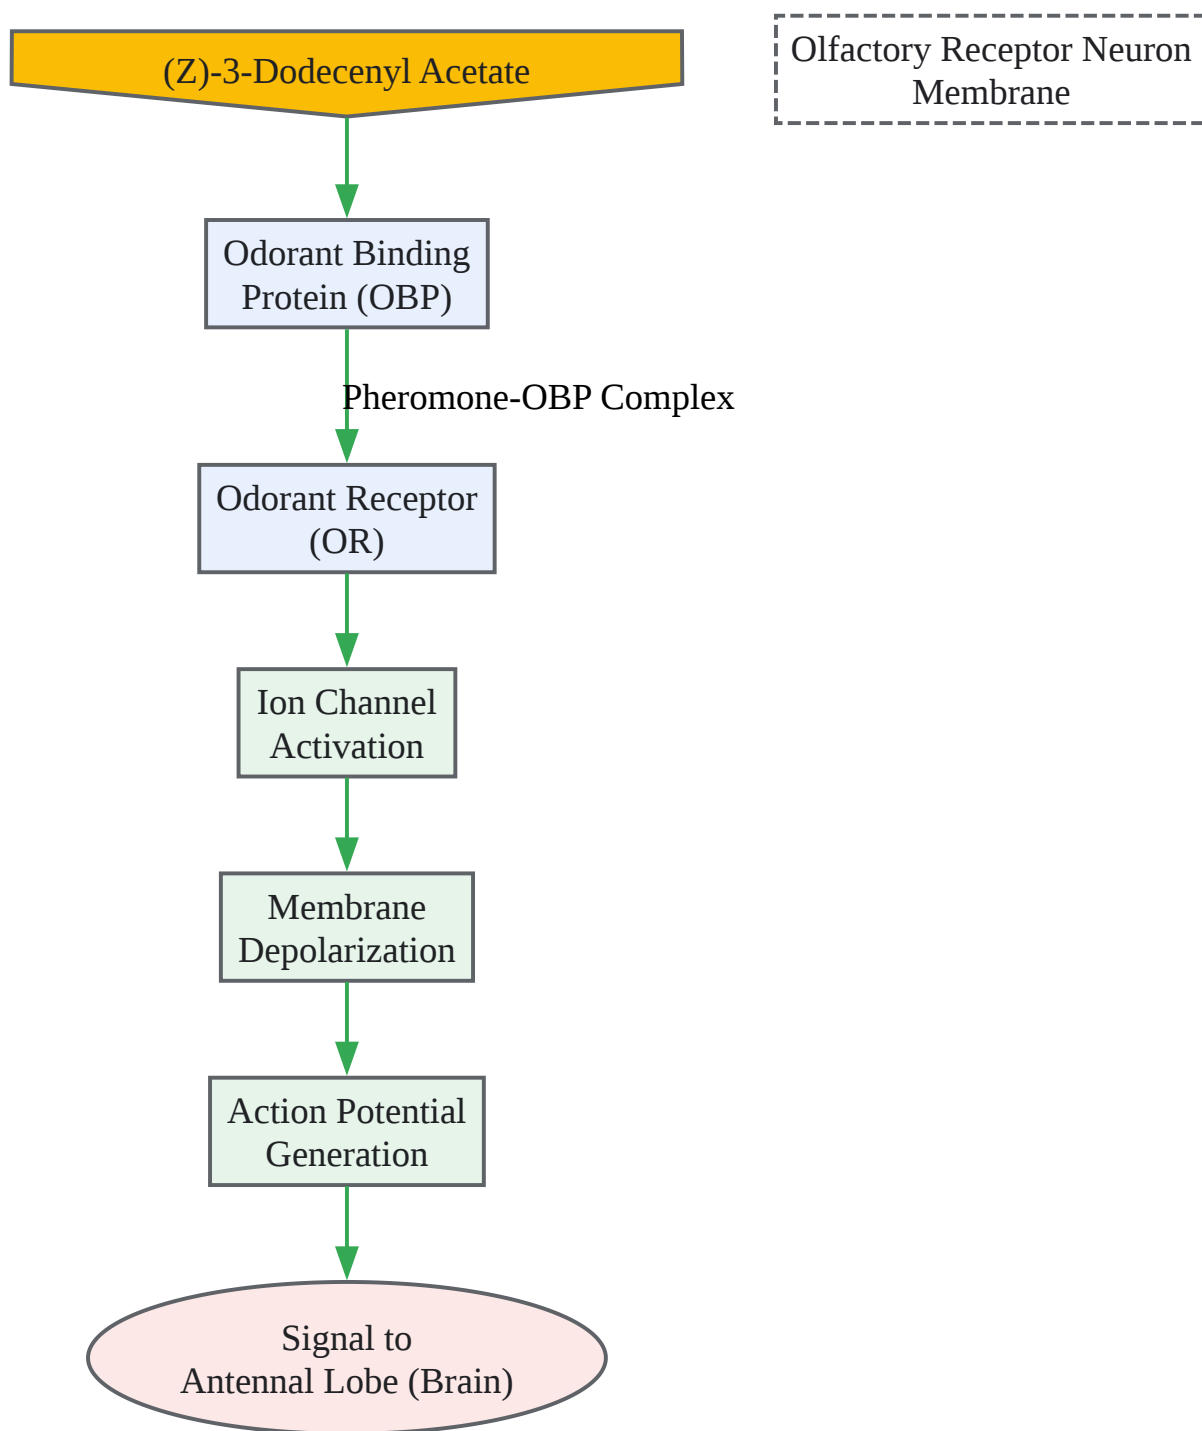 (Z)-3-Dodecenyl Acetate
Olfactory Receptor Neuron
Membrane
Odorant Binding
Protein (OBP)
Pheromone-OBP Complex
Odorant Receptor
(OR)
Ion Channel
Activation
Membrane
Depolarization
Action Potential
Generation
Signal to
Antennal Lobe (Brain)